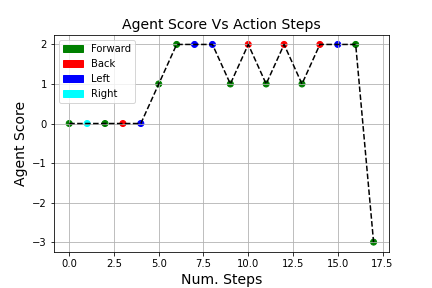 Agent Score Vs Action Steps
2
1
0
−1
−2
−3
Agent Score
Forward
Back
Left
Right
0.0 2.5 5.0 7.5 10.0 12.5 15.0 17.5
Num. Steps